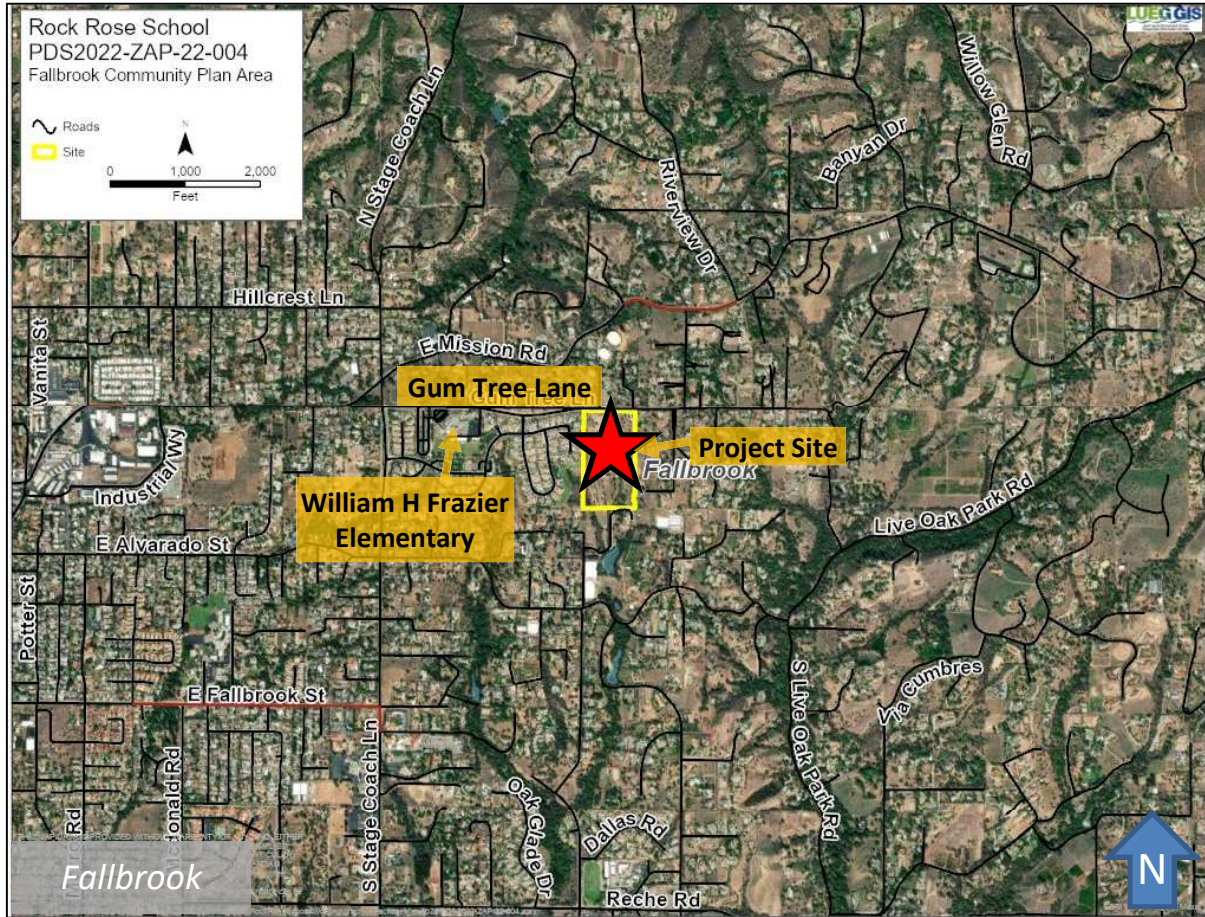 Rock Rose School
PDS2022-ZAP-22-004
Fallbrook Community Plan Area
Roads
Site
N
0 1,000 2,000
Feet
LUEG GIS
N Stage Coach Ln
Willow Glen Rd
Banyan Dr
Riverview Dr
Hillcrest Ln
Vanita St
E Mission Rd
Gum Tree Lane
Gum Tree Ln
Project Site
Fallbrook
Industrial Wy
William H Frazier
Elementary
Live Oak Park Rd
E Alvarado St
Potter St
E Fallbrook St
Via Cumbres
S Live Oak Park Rd
S Stage Coach Ln
Oak Glade Dr
Dallas Rd
Reche Rd
Fallbrook
N